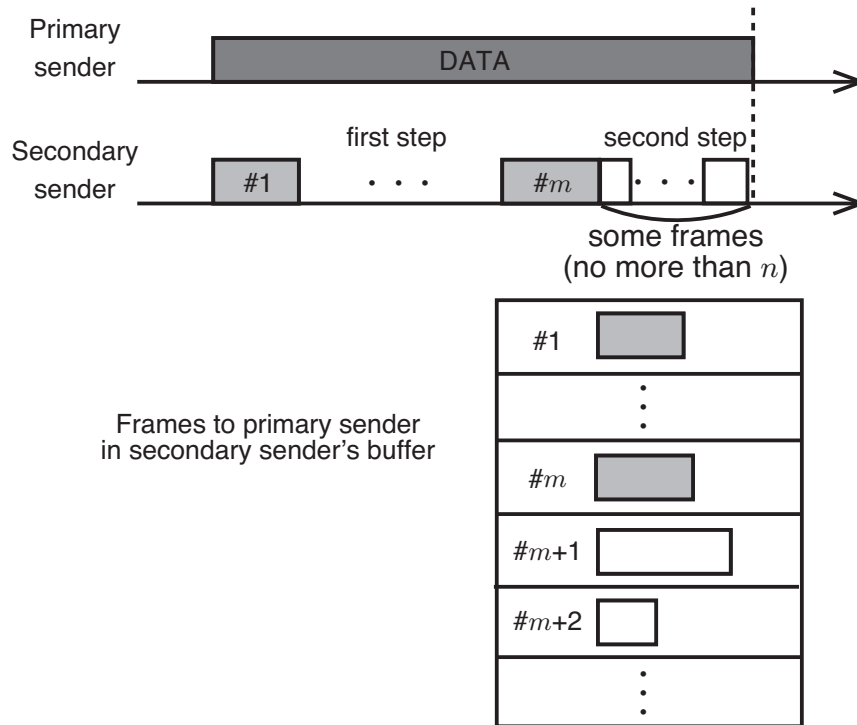 Primary
sender
DATA
Secondary
sender
first step
second step
#1
· · ·
#m
· · ·
some frames
(no more than n)
Frames to primary sender
in secondary sender's buffer
#1
#m
#m+1
#m+2